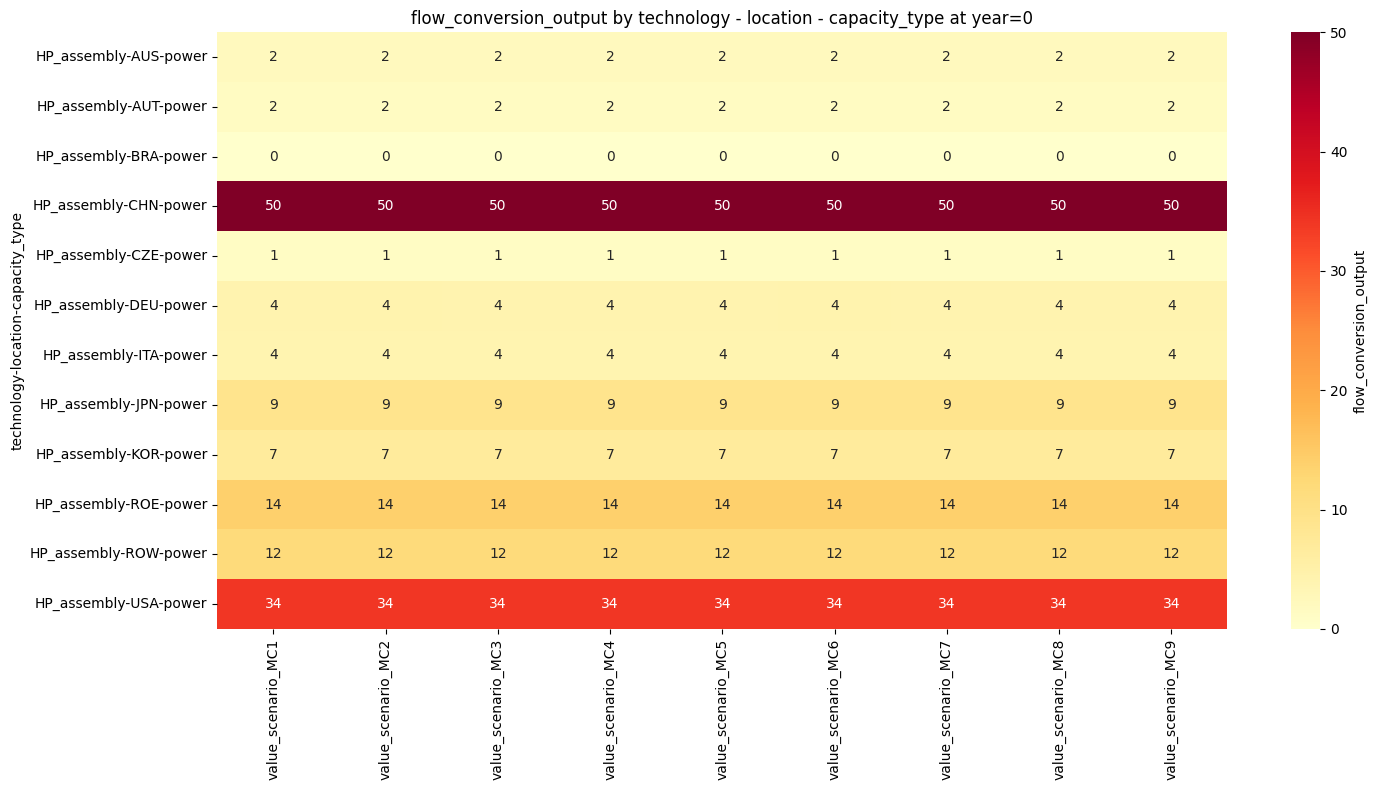 flow_conversion_output by technology - location - capacity_type at year=0
technology-location-capacity_type
HP_assembly-AUS-power 2 2 2 2 2 2 2 2 2
HP_assembly-AUT-power 2 2 2 2 2 2 2 2 2
HP_assembly-BRA-power 0 0 0 0 0 0 0 0 0
HP_assembly-CHN-power 50 50 50 50 50 50 50 50 50
HP_assembly-CZE-power 1 1 1 1 1 1 1 1 1
HP_assembly-DEU-power 4 4 4 4 4 4 4 4 4
HP_assembly-ITA-power 4 4 4 4 4 4 4 4 4
HP_assembly-JPN-power 9 9 9 9 9 9 9 9 9
HP_assembly-KOR-power 7 7 7 7 7 7 7 7 7
HP_assembly-ROE-power 14 14 14 14 14 14 14 14 14
HP_assembly-ROW-power 12 12 12 12 12 12 12 12 12
HP_assembly-USA-power 34 34 34 34 34 34 34 34 34
value_scenario_MC1
value_scenario_MC2
value_scenario_MC3
value_scenario_MC4
value_scenario_MC5
value_scenario_MC6
value_scenario_MC7
value_scenario_MC8
value_scenario_MC9
50
40
30
20
10
0
flow_conversion_output